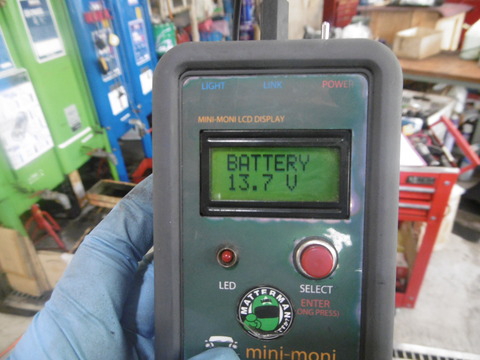 LIGHT LINK POWER
MINI-MONI LCD DISPLAY
BATTERY
13.7 V
LED SELECT
ENTER
(LONG PRESS)
MATTERMAN
mini-moni